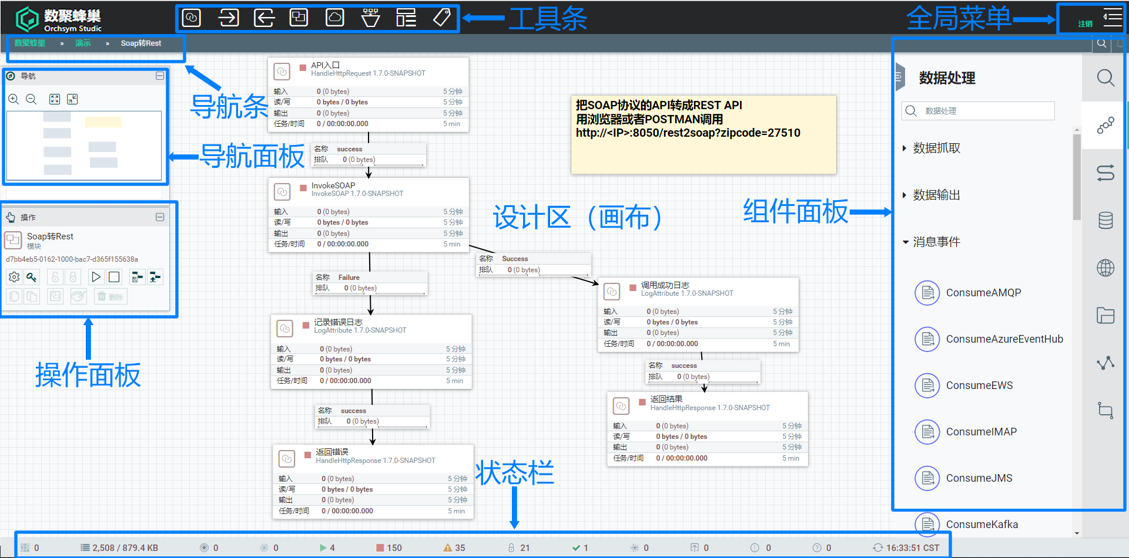 数聚蜂巢
Orchsym Studio
工具条
全局菜单
注销
数聚蜂巢 » 演示 » Soap转Rest
导航
导航条
导航面板
操作
Soap转Rest
模块
d7bb4eb5-0162-1000-bac7-d365f155638a
操作面板
API入口
HandleHttpRequest 1.7.0-SNAPSHOT
输入 0 (0 bytes) 5 分钟
读/写 0 bytes / 0 bytes 5 分钟
输出 0 (0 bytes) 5 分钟
任务/时间 0 / 00:00:00.000 5 min
名称 success
排队 0 (0 bytes)
InvokeSOAP
InvokeSOAP 1.7.0-SNAPSHOT
输入 0 (0 bytes) 5 分钟
读/写 0 bytes / 0 bytes 5 分钟
输出 0 (0 bytes) 5 分钟
任务/时间 0 / 00:00:00.000 5 min
名称 Failure
排队 0 (0 bytes)
记录错误日志
LogAttribute 1.7.0-SNAPSHOT
输入 0 (0 bytes) 5 分钟
读/写 0 bytes / 0 bytes 5 分钟
输出 0 (0 bytes) 5 分钟
任务/时间 0 / 00:00:00.000 5 min
名称 success
排队 0 (0 bytes)
返回错误
HandleHttpResponse 1.7.0-SNAPSHOT
输入 0 (0 bytes) 5 分钟
读/写 0 bytes / 0 bytes 5 分钟
输出 0 (0 bytes) 5 分钟
任务/时间 0 / 00:00:00.000 5 min
把SOAP协议的API转成REST API
用浏览器或者POSTMAN调用
http://<IP>:8050/rest2soap?zipcode=27510
设计区（画布）
名称 Success
排队 0 (0 bytes)
调用成功日志
LogAttribute 1.7.0-SNAPSHOT
输入 0 (0 bytes) 5 分钟
读/写 0 bytes / 0 bytes 5 分钟
输出 0 (0 bytes) 5 分钟
任务/时间 0 / 00:00:00.000 5 min
名称 success
排队 0 (0 bytes)
返回结果
HandleHttpResponse 1.7.0-SNAPSHOT
输入 0 (0 bytes) 5 分钟
读/写 0 bytes / 0 bytes 5 分钟
输出 0 (0 bytes) 5 分钟
任务/时间 0 / 00:00:00.000 5 min
组件面板
数据处理
数据处理
数据抓取
数据输出
消息事件
ConsumeAMQP
ConsumeAzureEventHub
ConsumeEWS
ConsumeIMAP
ConsumeJMS
ConsumeKafka
状态栏
0 2,508 / 879.4 KB 0 0 4 150 35 21 1 0 0 0 0 16:33:51 CST